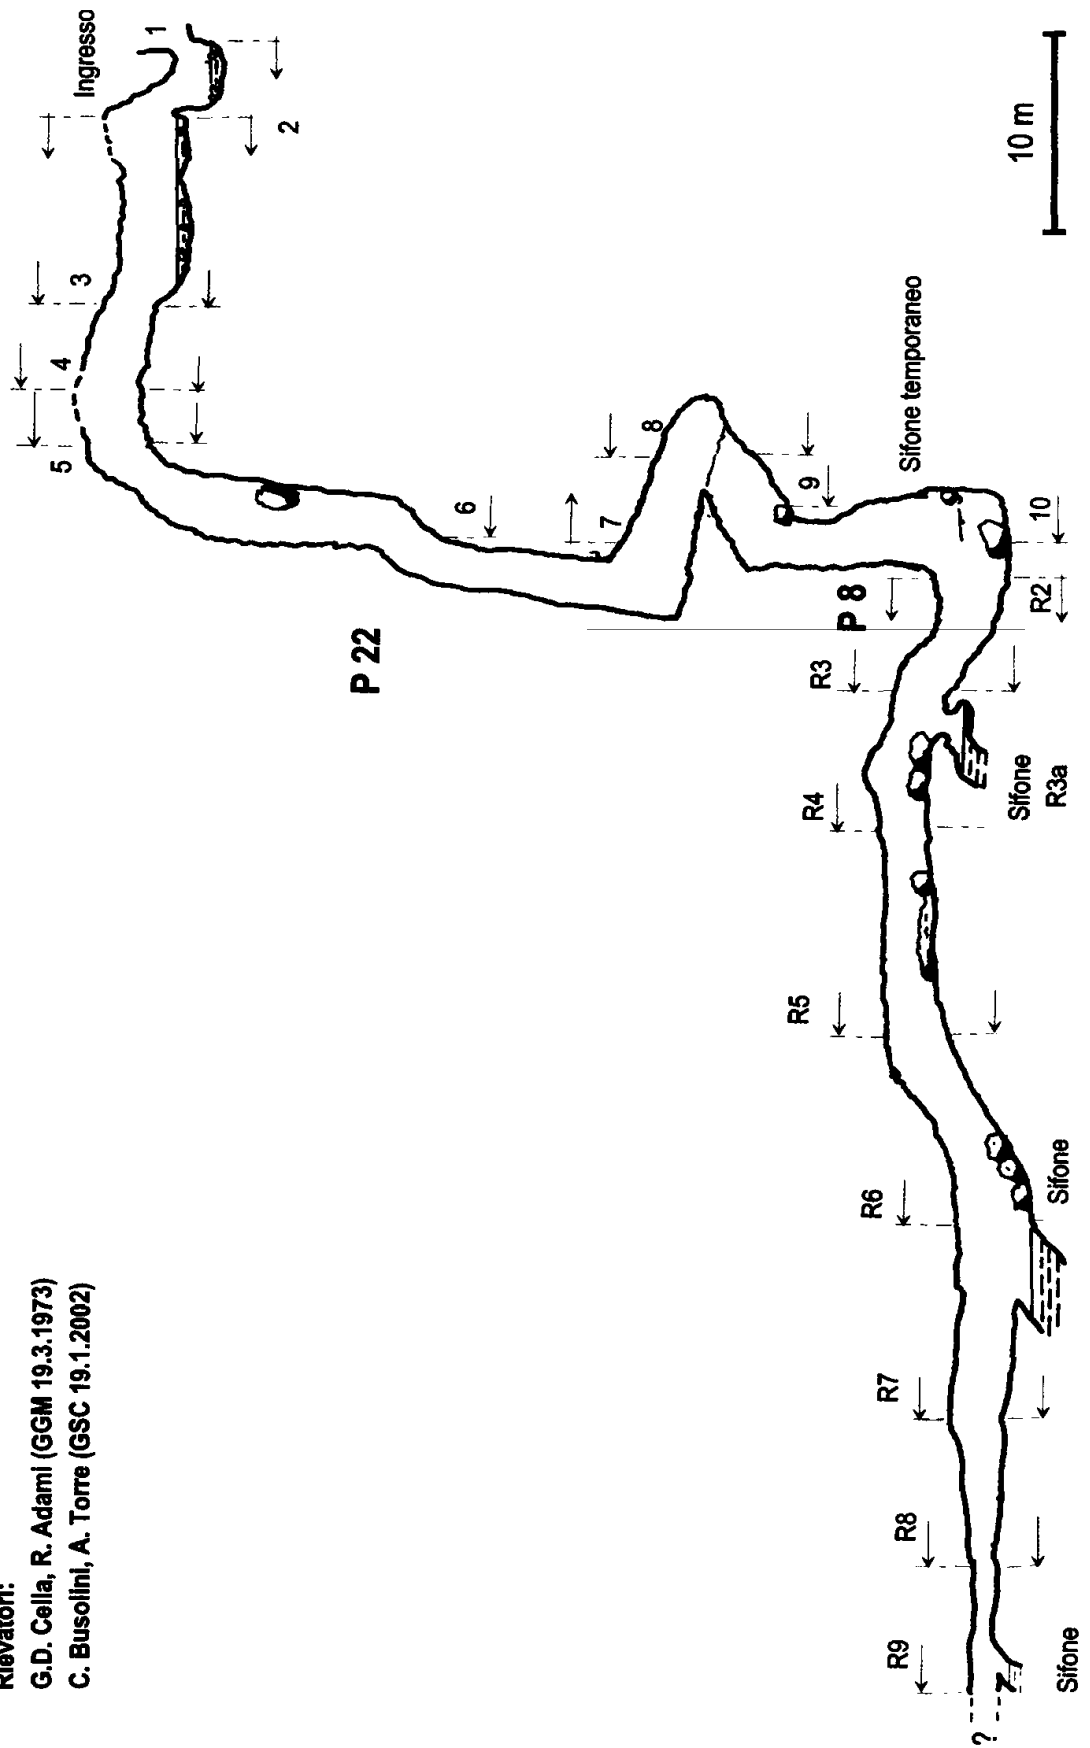 Rilevatori:
G.D. Cella, R. Adami (GGM 19.3.1973)
C. Busolini, A. Torre (GSC 19.1.2002)
Ingresso
1
2
3
4
5
P 22
6
7
8
9
Sifone temporaneo
10
10 m
P 8
R2
R3
Sifone
R3a
R4
R5
R6
Sifone
R7
R8
R9
Sifone
?